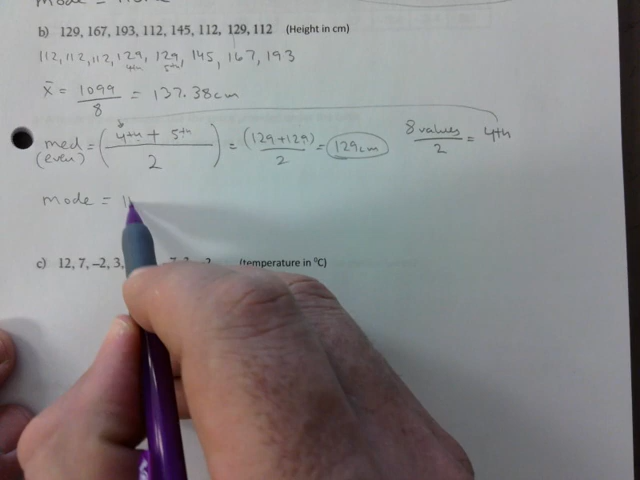 b) 129, 167, 193, 112, 145, 112, 129, 112 (Height in cm)
112, 112, 112, 129, 129, 145, 167, 193
4th 5th
x̄ = 1099/8 = 137.38cm
med (even) = (4th + 5th / 2) = (129+129)/2 = 129cm 8 values/2 = 4th
mode = 11
c) 12, 7, -2, 3, (temperature in °C)